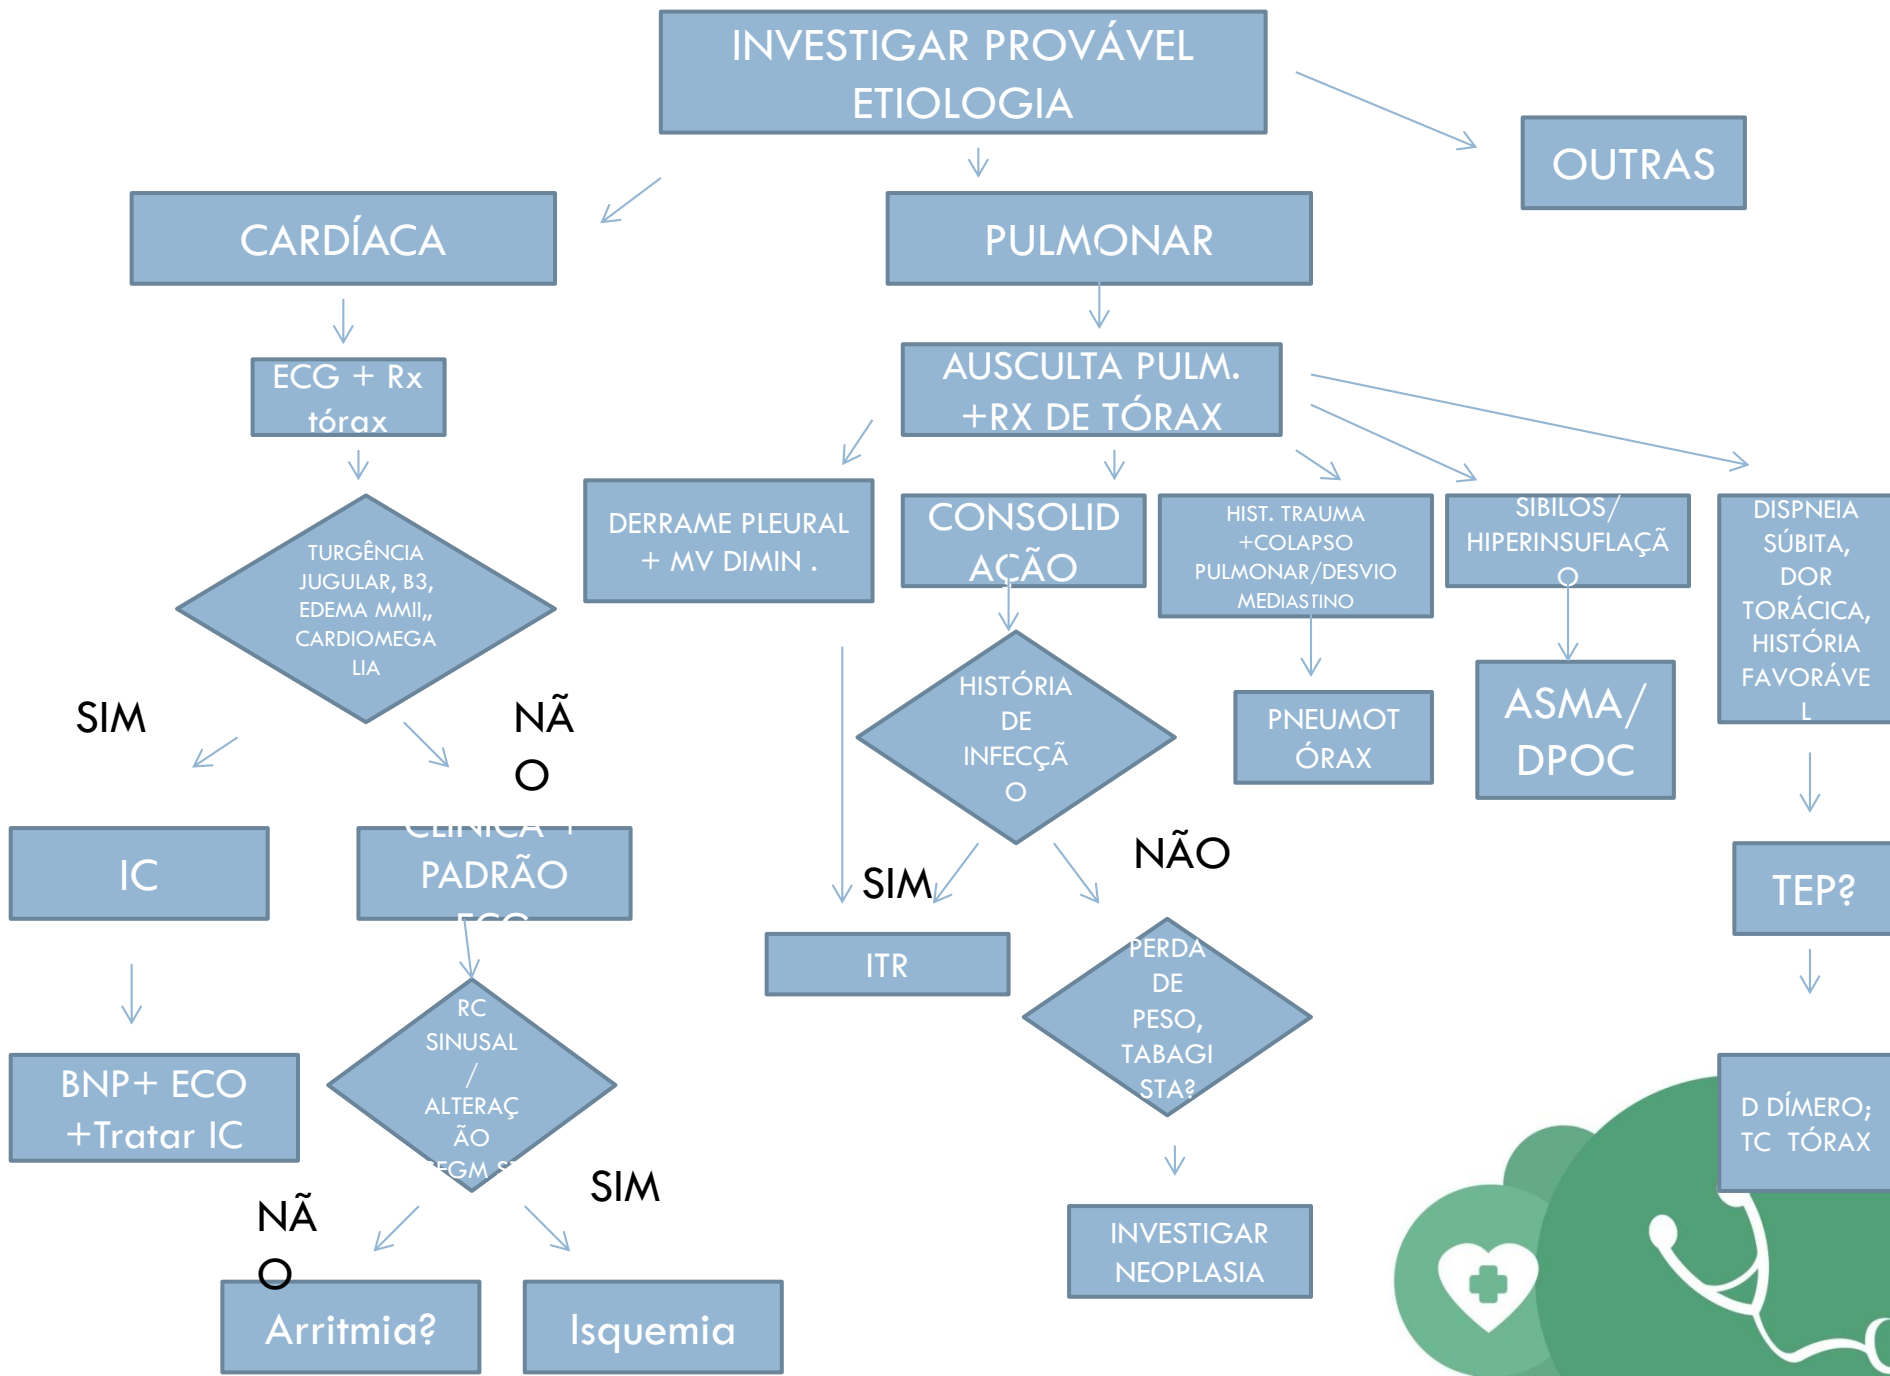 INVESTIGAR PROVÁVEL
ETIOLOGIA
OUTRAS
CARDÍACA
PULMONAR
ECG + Rx
tórax
AUSCULTA PULM.
+RX DE TÓRAX
TURGÊNCIA
JUGULAR, B3,
EDEMA MMII,,
CARDIOMEGA
LIA
DERRAME PLEURAL
+ MV DIMIN .
CONSOLID
AÇÃO
HIST. TRAUMA
+COLAPSO
PULMONAR/DESVIO
MEDIASTINO
SIBILOS/
HIPERINSUFLAÇÃ
O
DISPNEIA
SÚBITA,
DOR
TORÁCICA,
HISTÓRIA
FAVORÁVE
L
SIM
NÃ
O
HISTÓRIA
DE
INFECÇÃ
O
PNEUMOT
ÓRAX
ASMA/
DPOC
IC
CLÍNICA +
PADRÃO
ECG
SIM
NÃO
TEP?
ITR
PERDA
DE
PESO,
TABAGI
STA?
BNP+ ECO
+Tratar IC
RC
SINUSAL
/
ALTERAÇ
ÃO
SEGM ST
D DÍMERO;
TC TÓRAX
NÃ
O
SIM
INVESTIGAR
NEOPLASIA
Arritmia?
Isquemia